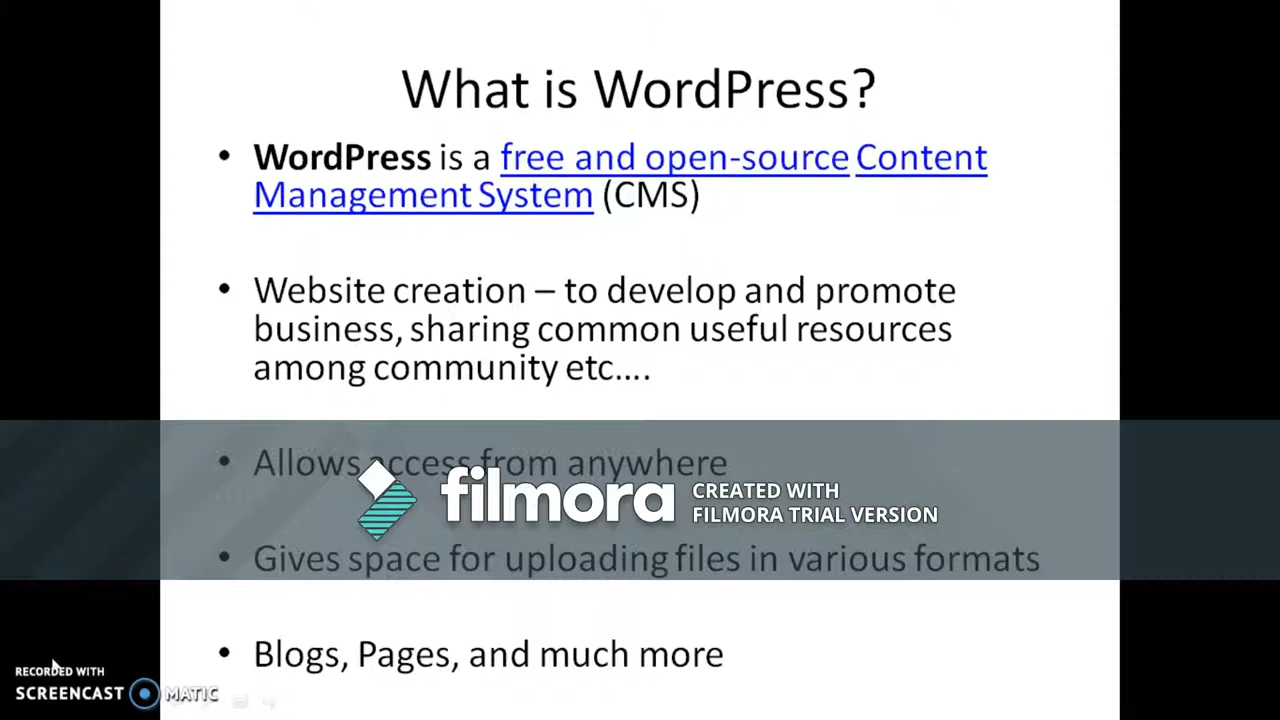 What is WordPress?
• WordPress is a free and open-source Content
Management System (CMS)
• Website creation – to develop and promote
business, sharing common useful resources
among community etc….
• Allows access from anywhere
filmora CREATED WITH
FILMORA TRIAL VERSION
• Gives space for uploading files in various formats
• Blogs, Pages, and much more
RECORDED WITH
SCREENCAST MATIC